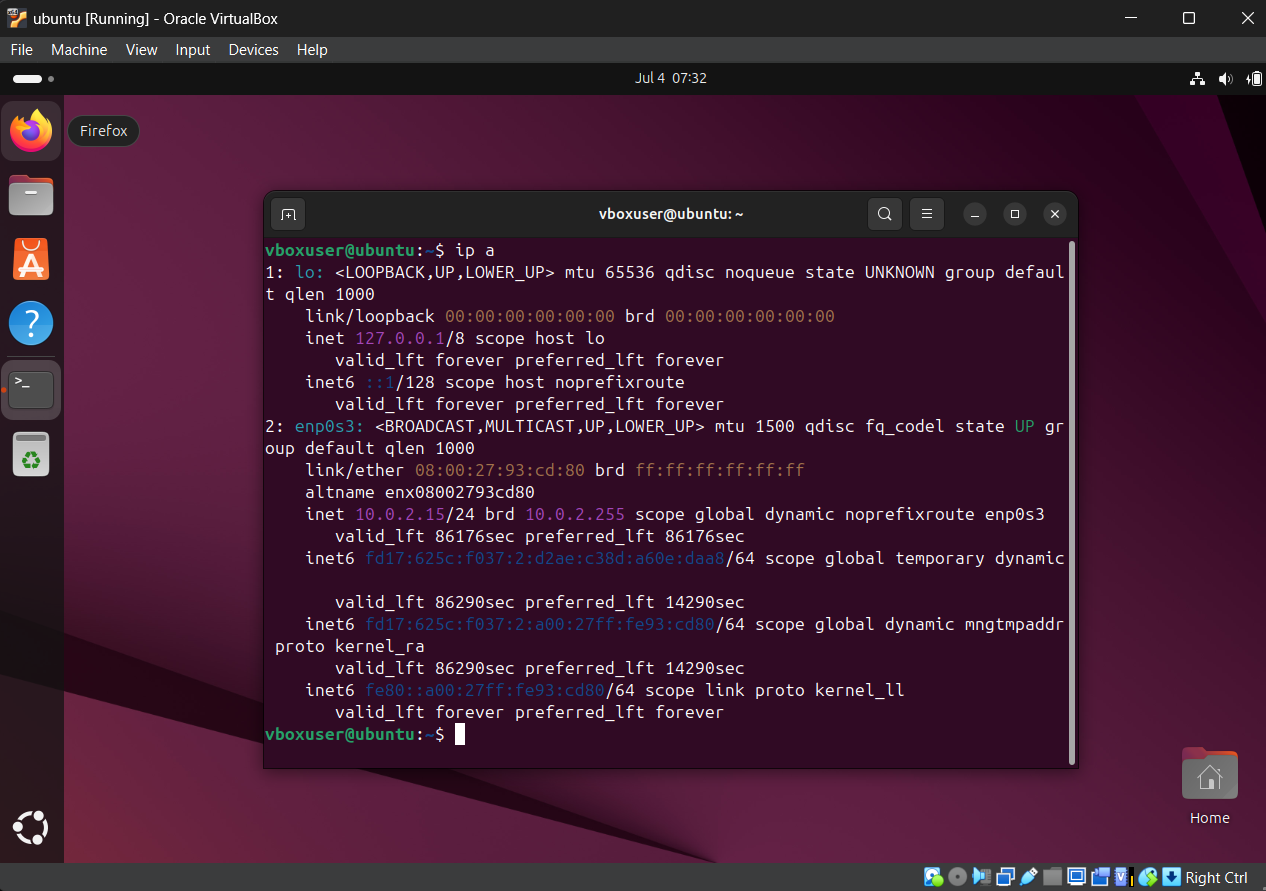 ubuntu [Running] - Oracle VirtualBox
File Machine View Input Devices Help
Jul 4 07:32
Firefox
vboxuser@ubuntu: ~
vboxuser@ubuntu:~$ ip a
1: lo: <LOOPBACK,UP,LOWER_UP> mtu 65536 qdisc noqueue state UNKNOWN group defaul
t qlen 1000
    link/loopback 00:00:00:00:00:00 brd 00:00:00:00:00:00
    inet 127.0.0.1/8 scope host lo
       valid_lft forever preferred_lft forever
    inet6 ::1/128 scope host noprefixroute
       valid_lft forever preferred_lft forever
2: enp0s3: <BROADCAST,MULTICAST,UP,LOWER_UP> mtu 1500 qdisc fq_codel state UP gr
oup default qlen 1000
    link/ether 08:00:27:93:cd:80 brd ff:ff:ff:ff:ff:ff
    altname enx08002793cd80
    inet 10.0.2.15/24 brd 10.0.2.255 scope global dynamic noprefixroute enp0s3
       valid_lft 86176sec preferred_lft 86176sec
    inet6 fd17:625c:f037:2:d2ae:c38d:a60e:daa8/64 scope global temporary dynamic
       valid_lft 86290sec preferred_lft 14290sec
    inet6 fd17:625c:f037:2:a00:27ff:fe93:cd80/64 scope global dynamic mngtmpaddr
 proto kernel_ra
       valid_lft 86290sec preferred_lft 14290sec
    inet6 fe80::a00:27ff:fe93:cd80/64 scope link proto kernel_ll
       valid_lft forever preferred_lft forever
vboxuser@ubuntu:~$
Home
Right Ctrl